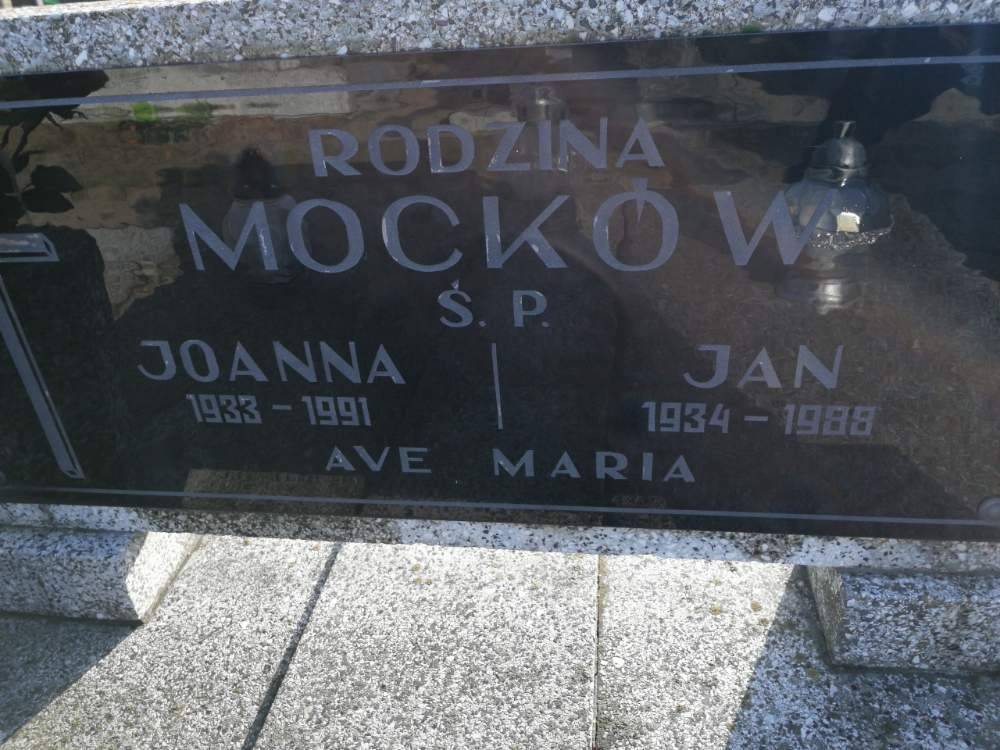 RODZINA
MOCKÓW
Ś. P.
JOANNA | JAN
1933 – 1991 1934 – 1988
AVE MARIA